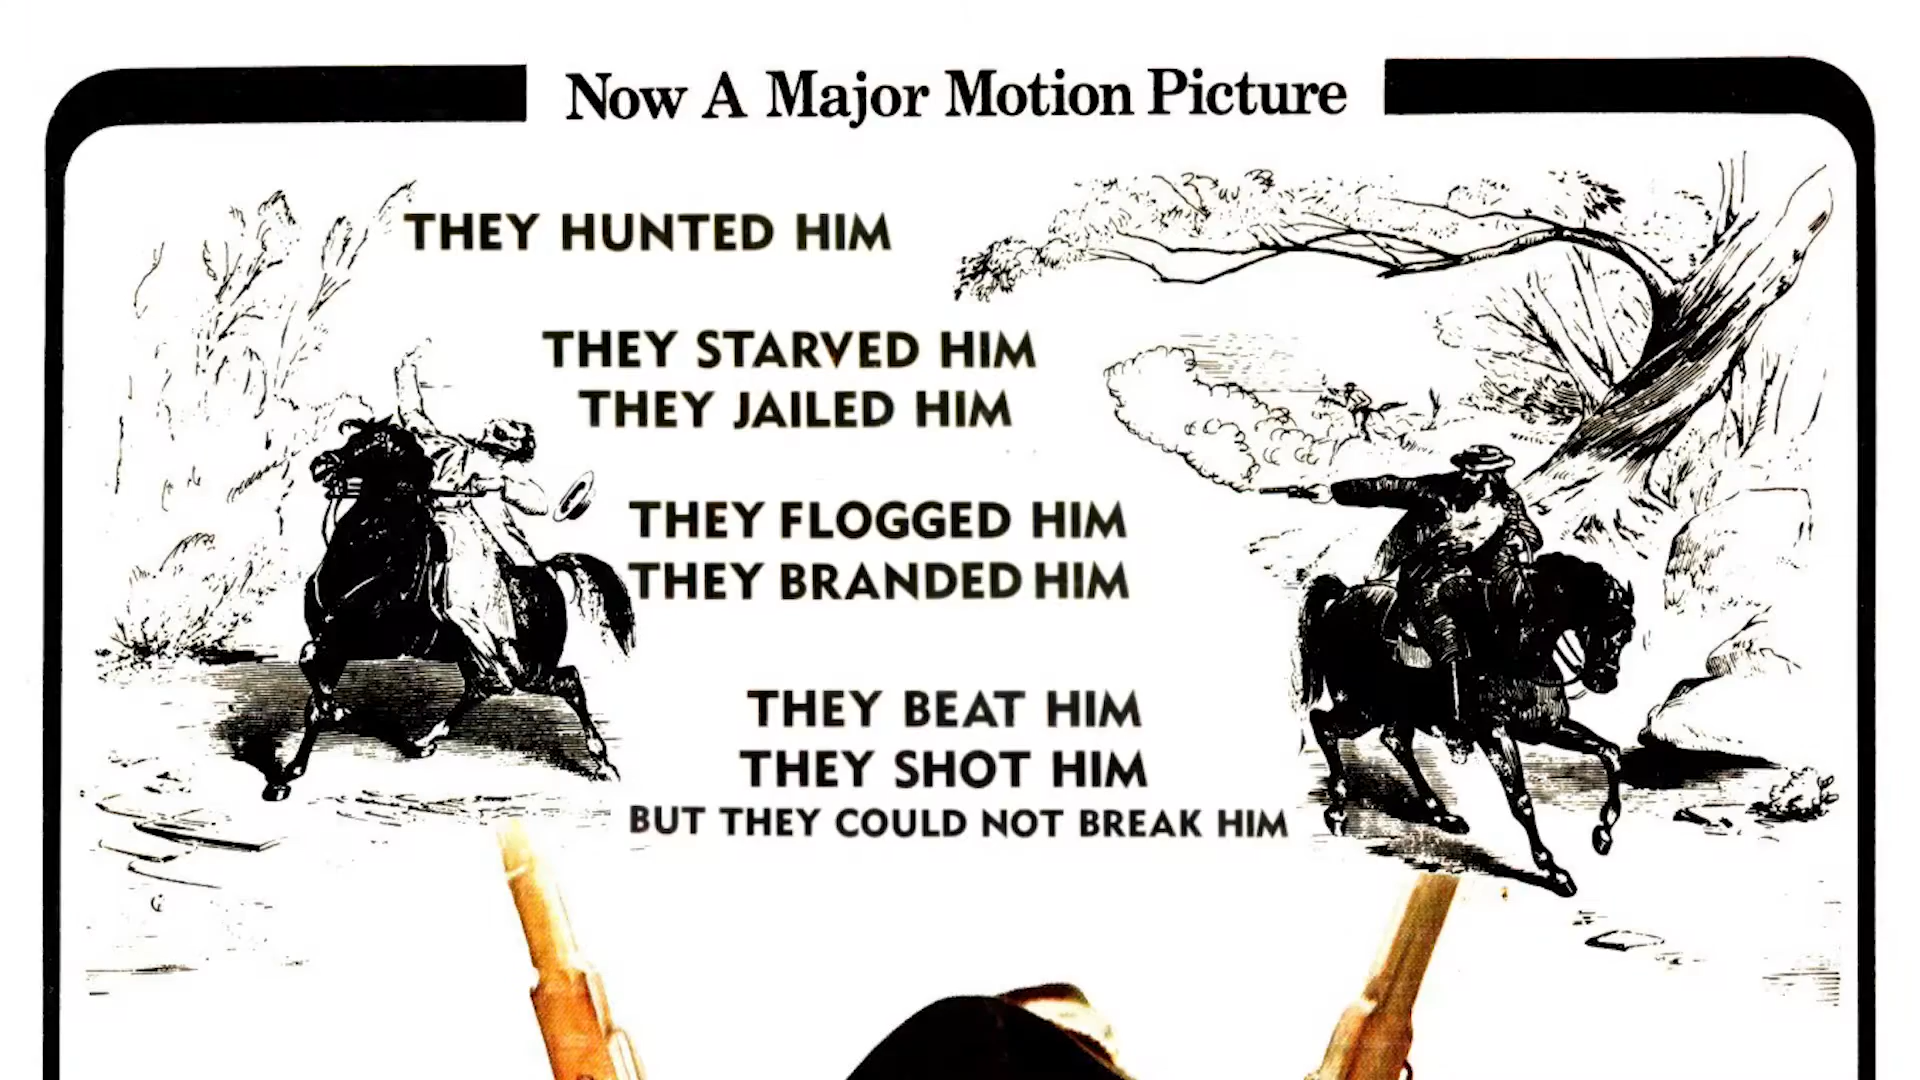 Now A Major Motion Picture
THEY HUNTED HIM
THEY STARVED HIM
THEY JAILED HIM
THEY FLOGGED HIM
THEY BRANDED HIM
THEY BEAT HIM
THEY SHOT HIM
BUT THEY COULD NOT BREAK HIM